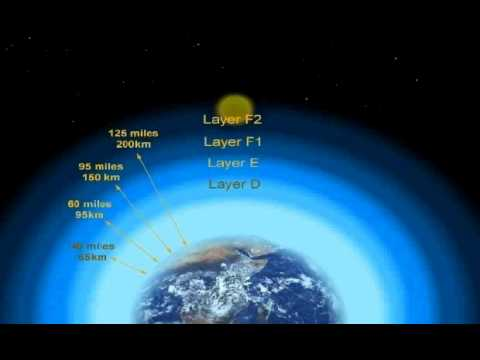 Layer F2
125 miles
200km
Layer F1
95 miles
150 km
Layer E
Layer D
60 miles
95km
40 miles
65km